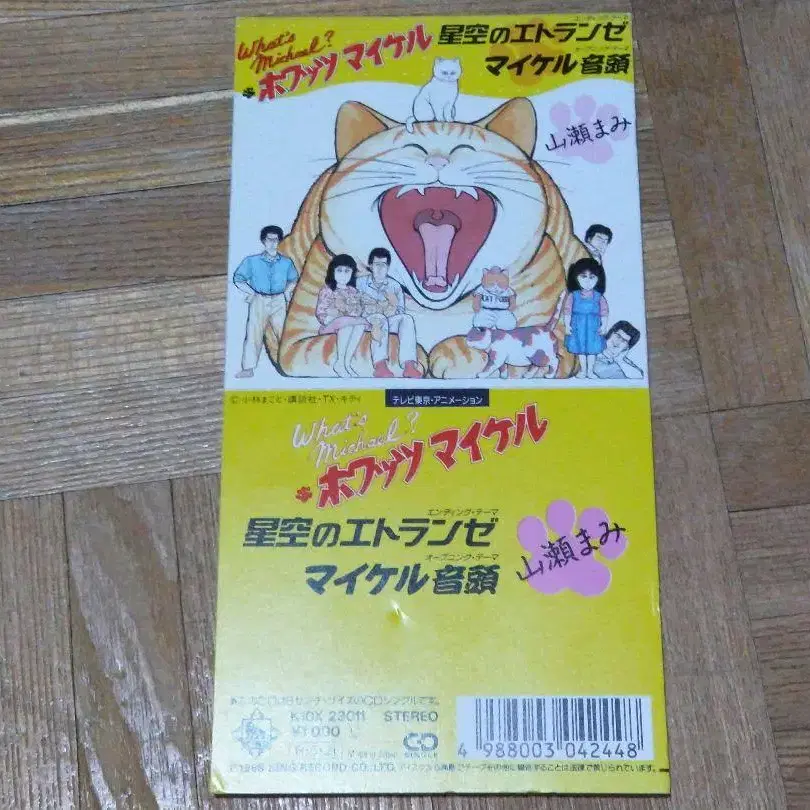 What's
Michael?
ホワッツ マイケル
エンディング・テーマ
星空のエトランゼ
オープニング・テーマ
マイケル音頭
山瀬まみ
©小林まこと・講談社・TX・キティ
テレビ東京・アニメーション
What's
Michael?
ホワッツ マイケル
エンディング・テーマ
星空のエトランゼ
オープニング・テーマ
マイケル音頭
山瀬まみ
K10X 23011 STEREO
¥1,000
CD
SINGLE
4 988003 042448
KING RECORD CO., LTD.